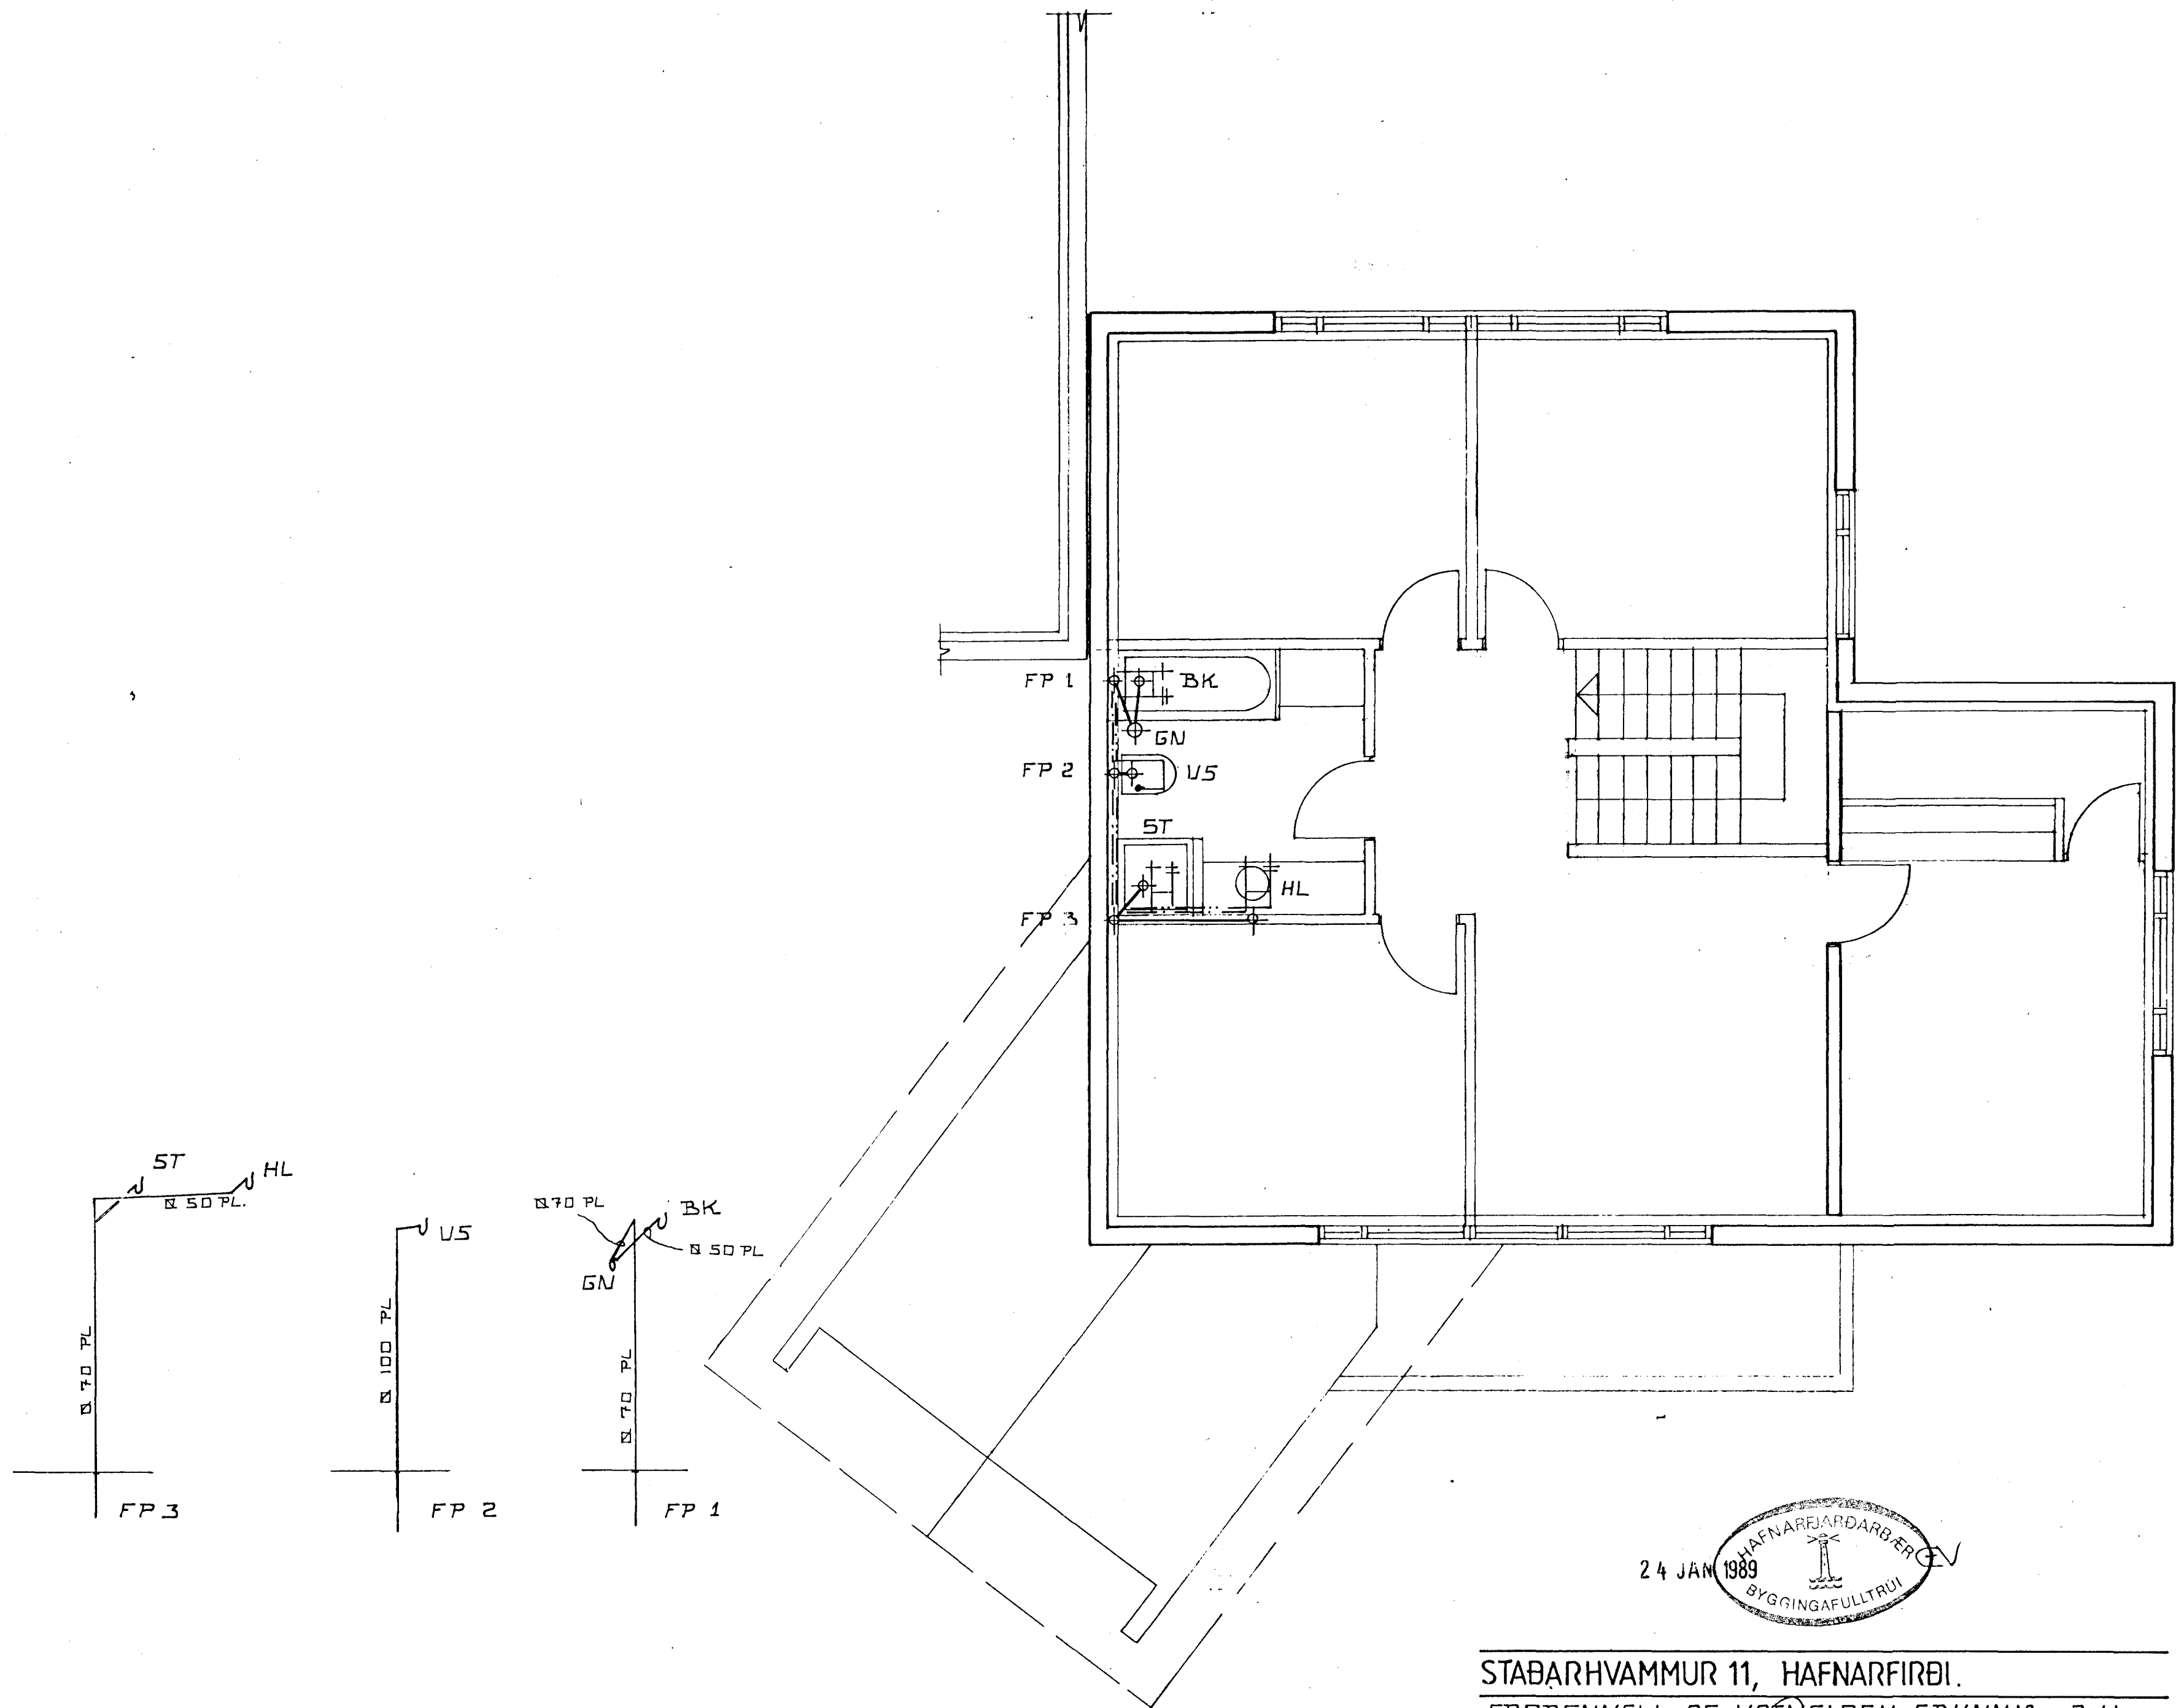 FP 1
BK
GN
FP 2
VS
ST
HL
FP 3
ST
HL
⌀ 50 PL.
VS
⌀70 PL
BK
⌀ 50 PL
GN
⌀ 70 PL
⌀ 100 PL
⌀ 70 PL
FP 3
FP 2
FP 1
HAFNARFJARÐARBÆR
24 JAN 1989
BYGGINGAFULLTRÚI
STAÐARHVAMMUR 11, HAFNARFIRÐI.